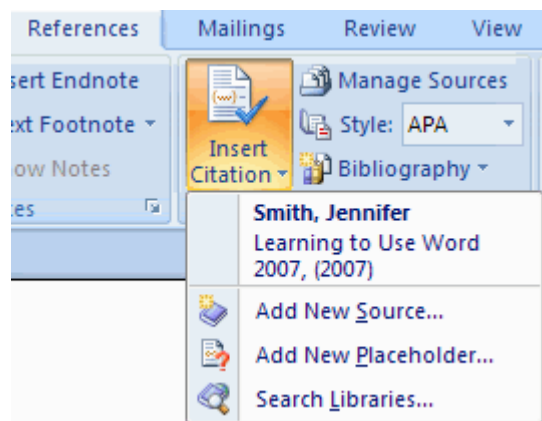 References Mailings Review View
sert Endnote
ext Footnote
ow Notes
es
Insert
Citation
Manage Sources
Style: APA
Bibliography
Smith, Jennifer
Learning to Use Word
2007, (2007)
Add New Source...
Add New Placeholder...
Search Libraries...